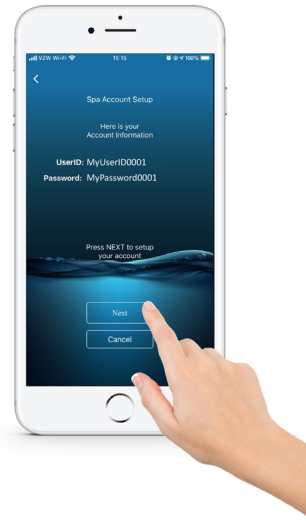 VZW Wi-Fi 15:15 100%
Spa Account Setup
Here is your
Account Information
UserID: MyUserID0001
Password: MyPassword0001
Press NEXT to setup
your account
Next
Cancel